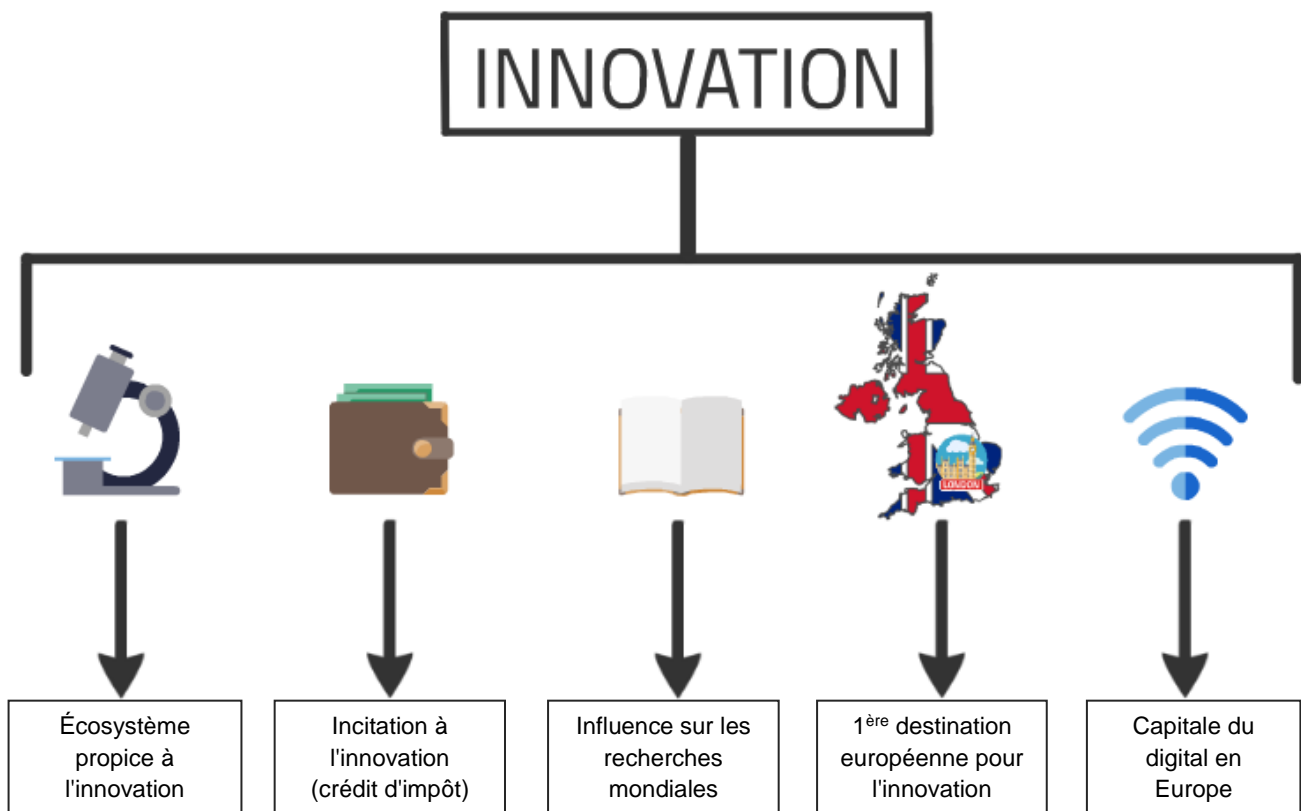 INNOVATION
LONDON
Écosystème
propice à
l'innovation
Incitation à
l'innovation
(crédit d'impôt)
Influence sur les
recherches
mondiales
1ère destination
européenne pour
l'innovation
Capitale du
digital en
Europe